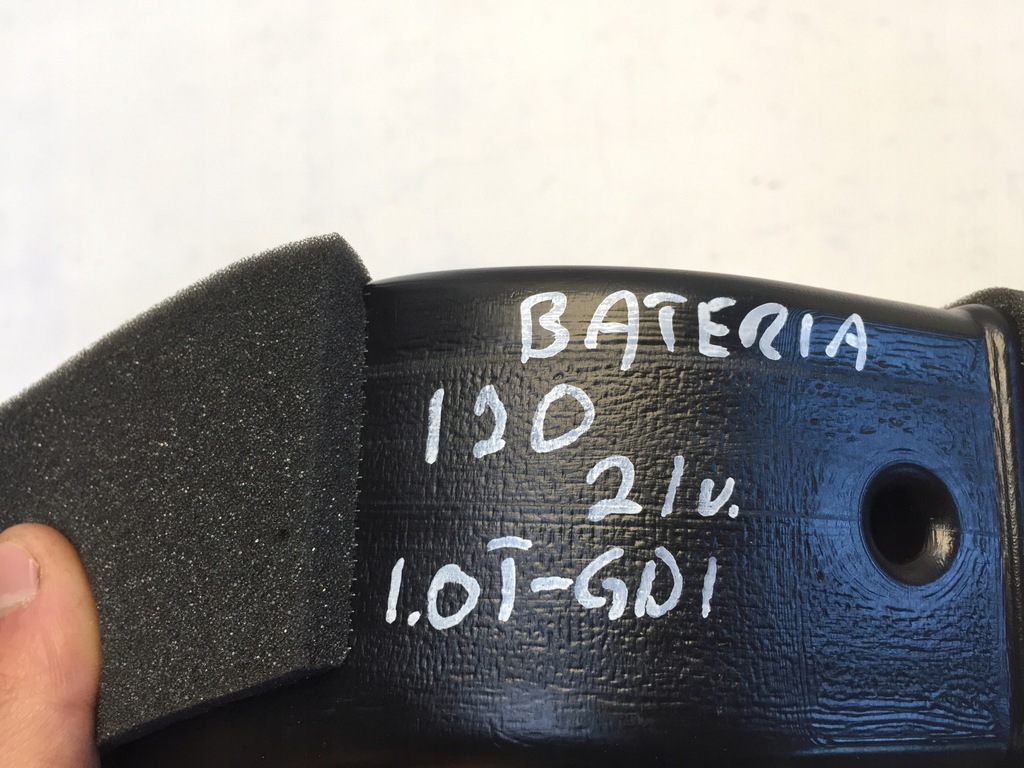 BATERIA
120
21v.
1.0T-GDI